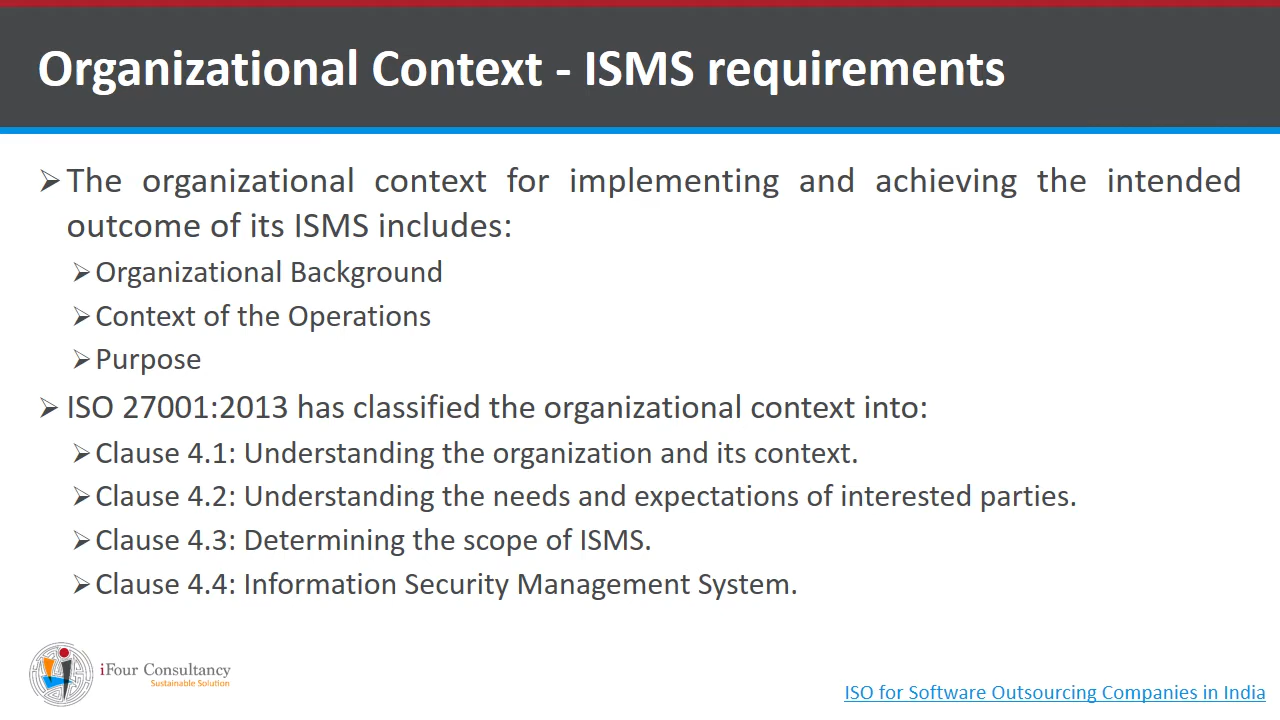 Organizational Context - ISMS requirements
➢The organizational context for implementing and achieving the intended
outcome of its ISMS includes:
➢Organizational Background
➢Context of the Operations
➢Purpose
➢ISO 27001:2013 has classified the organizational context into:
➢Clause 4.1: Understanding the organization and its context.
➢Clause 4.2: Understanding the needs and expectations of interested parties.
➢Clause 4.3: Determining the scope of ISMS.
➢Clause 4.4: Information Security Management System.
iFour Consultancy
Sustainable Solution
ISO for Software Outsourcing Companies in India